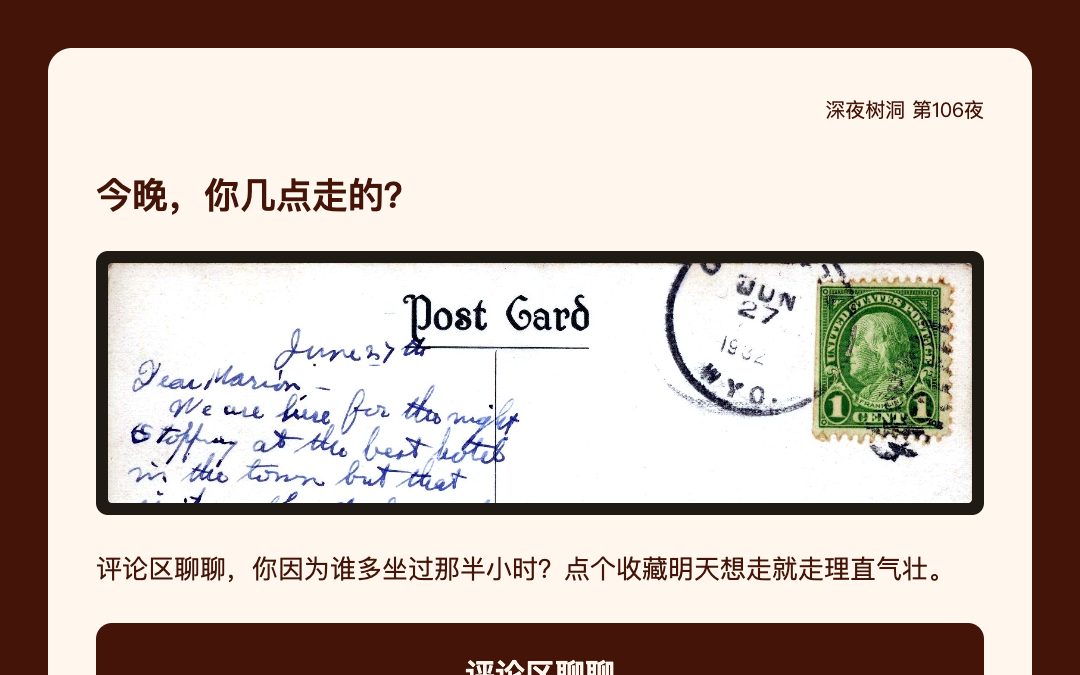 深夜树洞 第106夜
今晚，你几点走的？
Post Card
JUN
27
1932
WYO.
UNITED STATES POSTAGE
FRANKLIN
1 CENT 1
June 27th
Dear Marion –
We are here for the night
Stopping at the best hotel
in the town but that
评论区聊聊，你因为谁多坐过那半小时？点个收藏明天想走就走理直气壮。
评论区聊聊